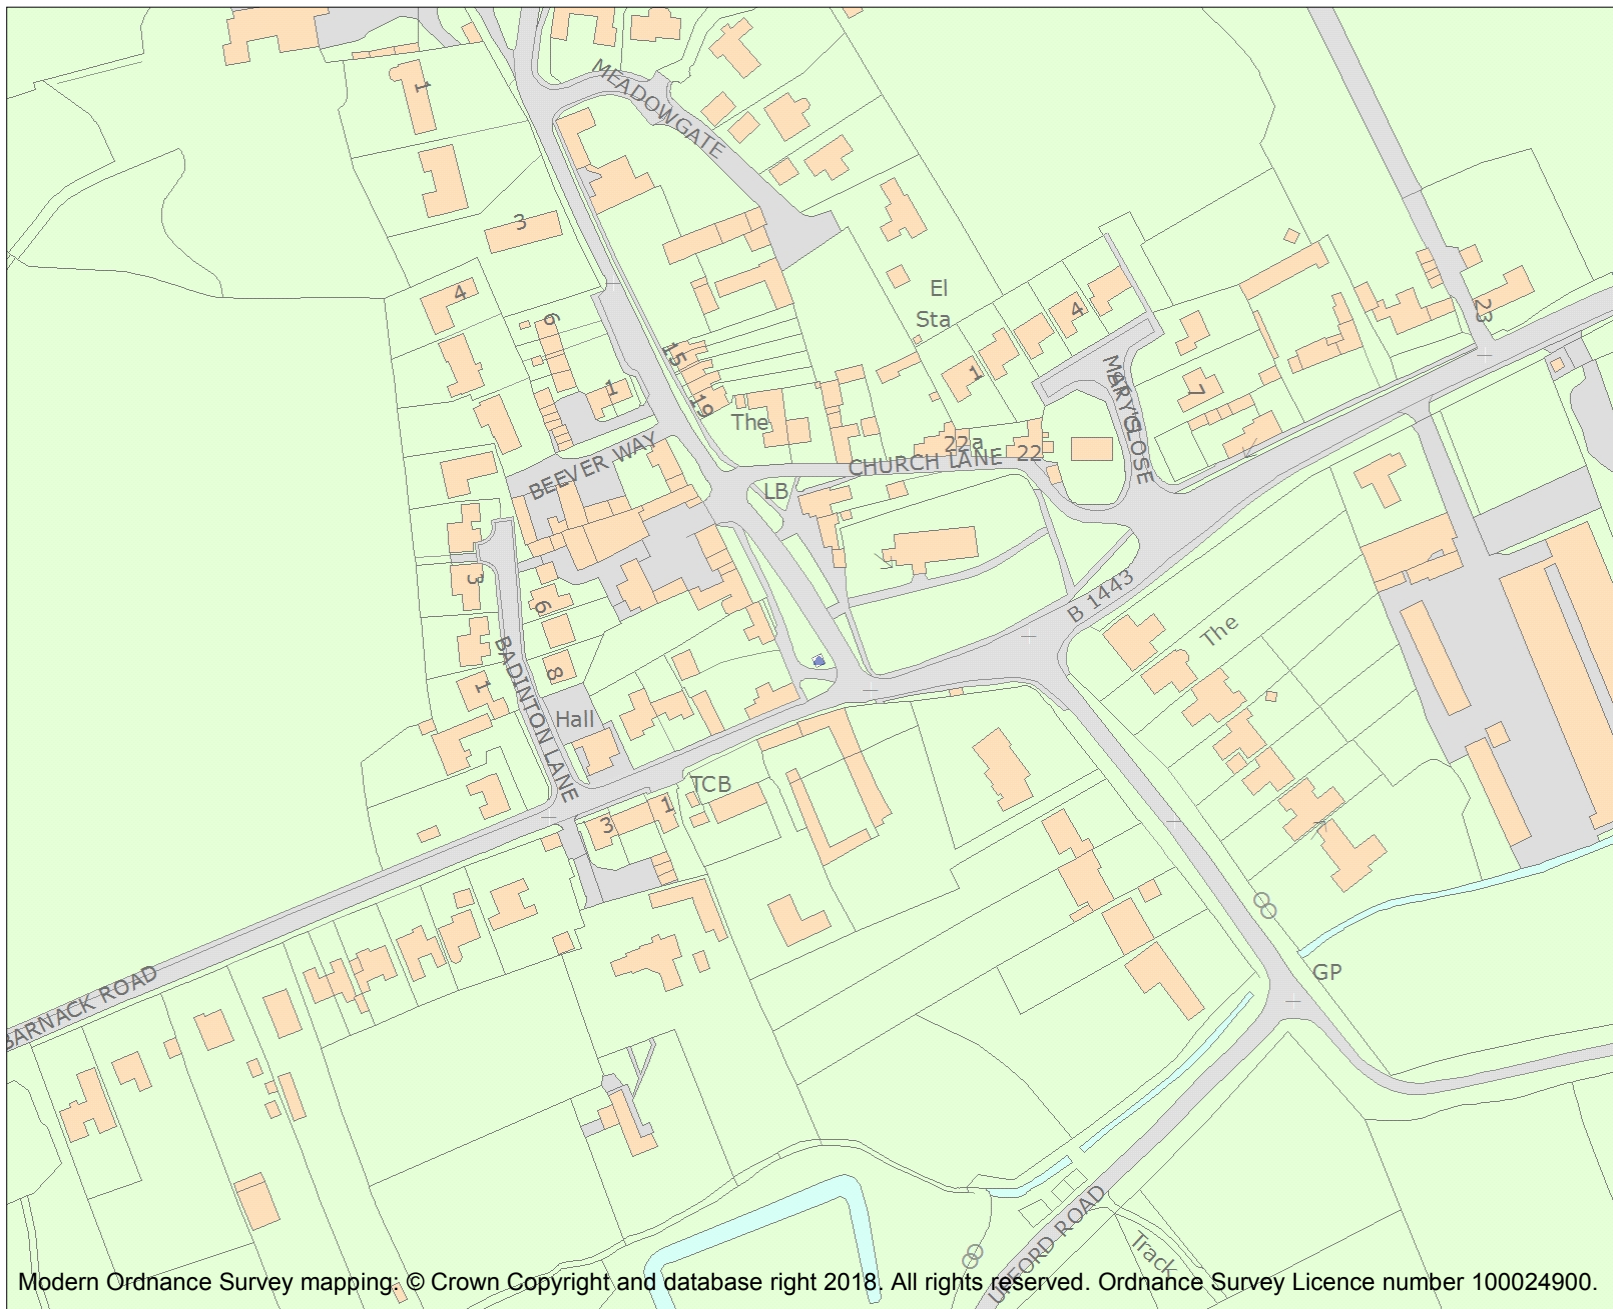 1
MEADOWGATE
3
4
El
Sta
6
4
23
15
1
1
MARY'S
CLOSE
7
19
The
22a
22
CHURCH LANE
BEEVER WAY
LB
3
6
B 1443
The
8
1
BADINTON LANE
Hall
TCB
1
3
GP
BARNACK ROAD
UFFORD ROAD
Track
Modern Ordnance Survey mapping: © Crown Copyright and database right 2018. All rights reserved. Ordnance Survey Licence number 100024900.